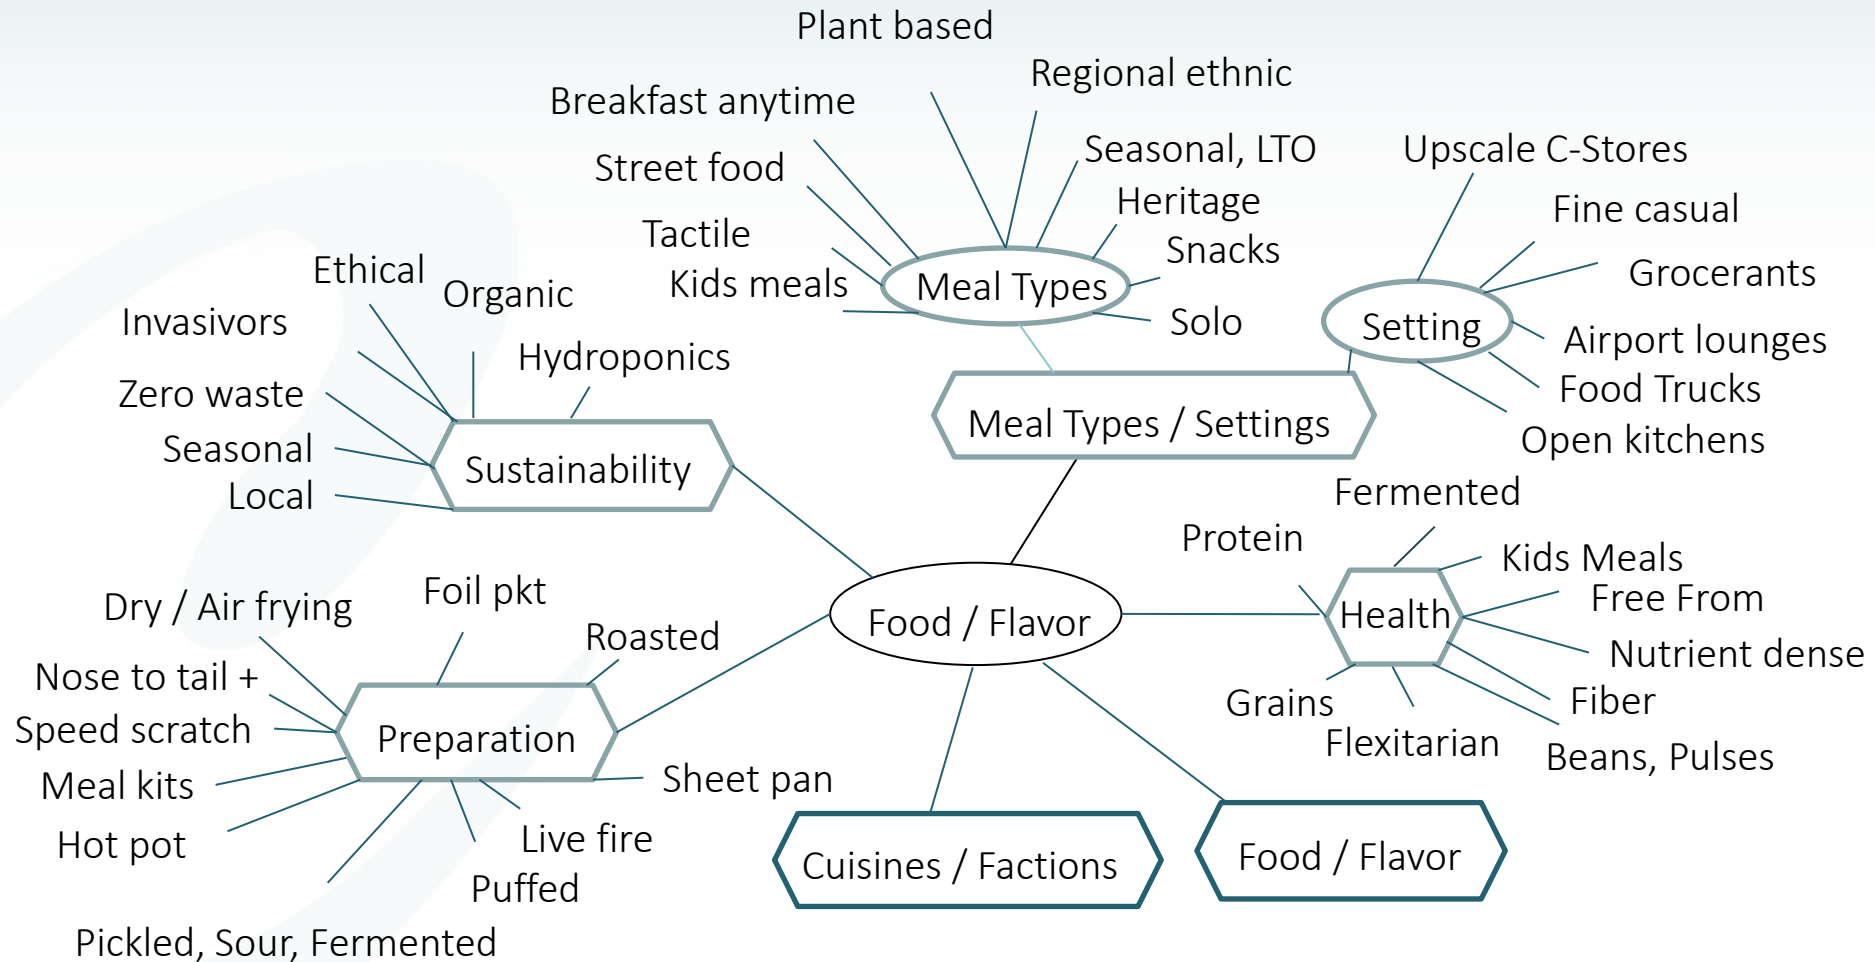 Plant based
Regional ethnic
Breakfast anytime
Seasonal, LTO
Street food
Heritage
Tactile
Snacks
Kids meals
Meal Types
Solo
Upscale C-Stores
Fine casual
Grocerants
Setting
Airport lounges
Food Trucks
Open kitchens
Meal Types / Settings
Ethical
Organic
Invasivors
Hydroponics
Zero waste
Seasonal
Sustainability
Local
Fermented
Protein
Kids Meals
Free From
Health
Nutrient dense
Grains
Fiber
Flexitarian
Beans, Pulses
Food / Flavor
Foil pkt
Dry / Air frying
Roasted
Nose to tail +
Speed scratch
Preparation
Meal kits
Sheet pan
Hot pot
Live fire
Puffed
Pickled, Sour, Fermented
Cuisines / Factions
Food / Flavor